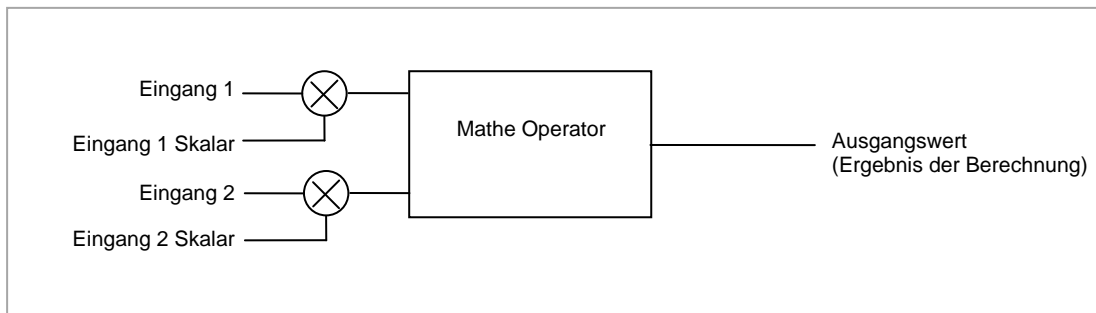 Eingang 1
Eingang 1 Skalar
Eingang 2
Eingang 2 Skalar
Mathe Operator
Ausgangswert
(Ergebnis der Berechnung)